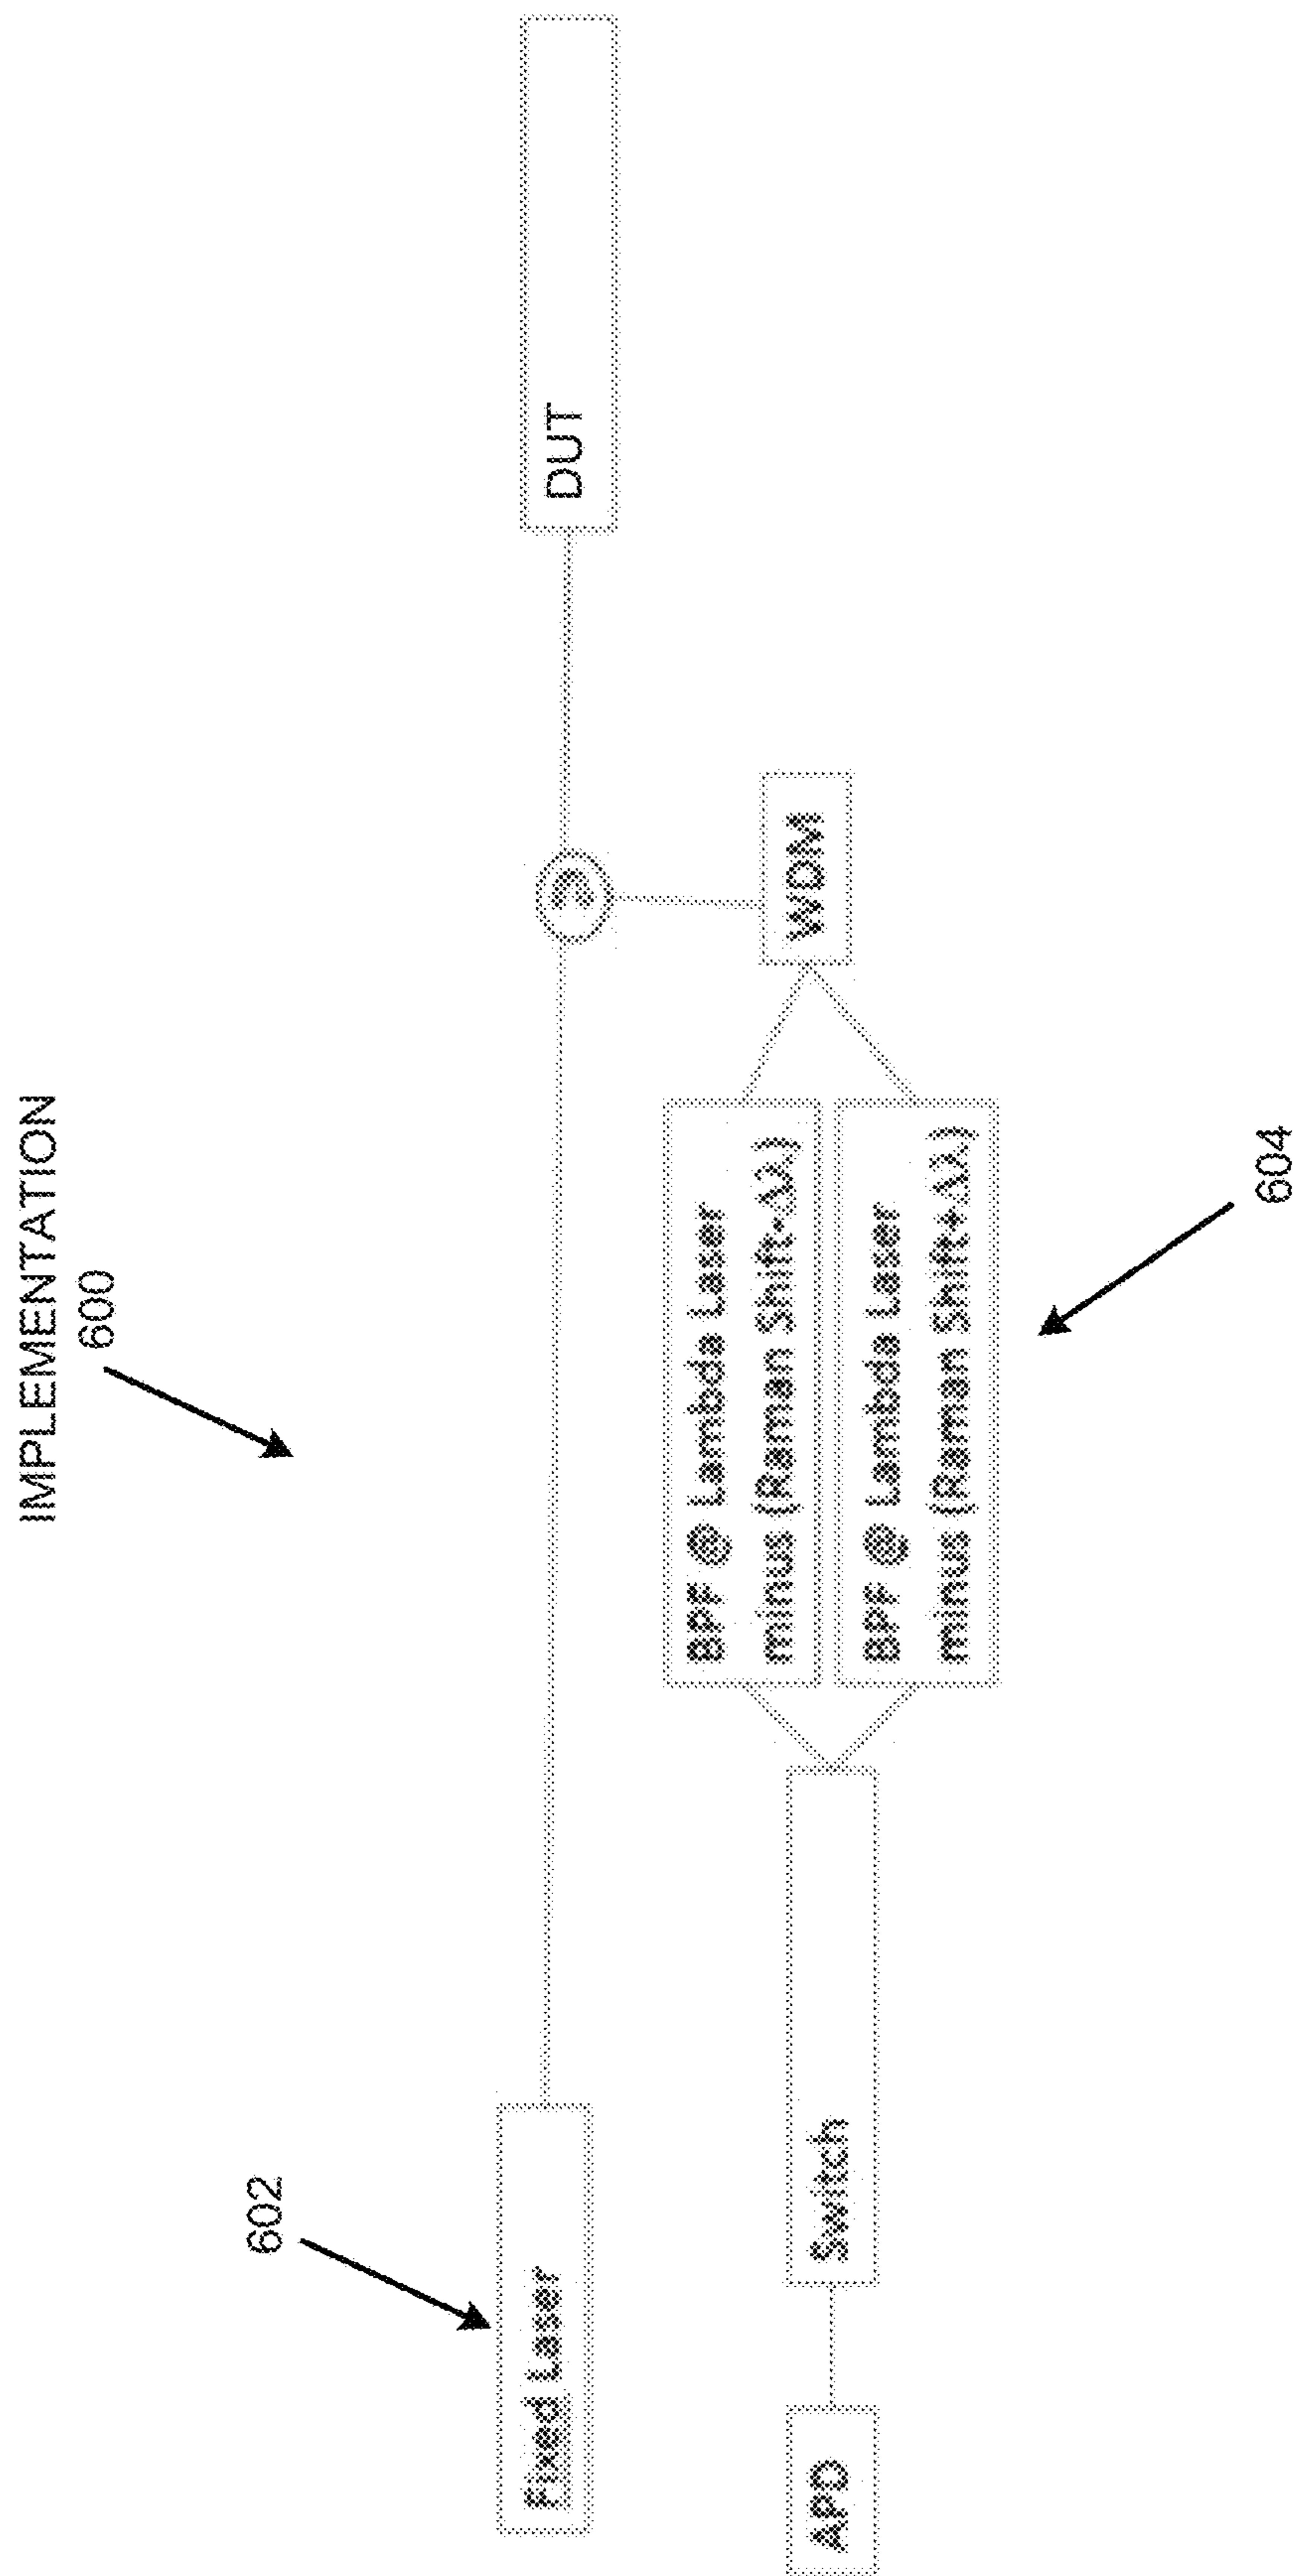 IMPLEMENTATION
600
602
Fixed Laser
DUT
BPF @ Lambda Laser
minus (Raman Shift-Δλ)
WDM
APD
Switch
BPF @ Lambda Laser
minus (Raman Shift+Δλ)
604